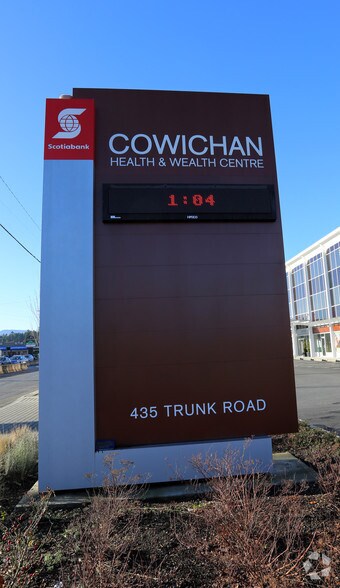 Scotiabank
COWICHAN
HEALTH & WEALTH CENTRE
1:04
435 TRUNK ROAD